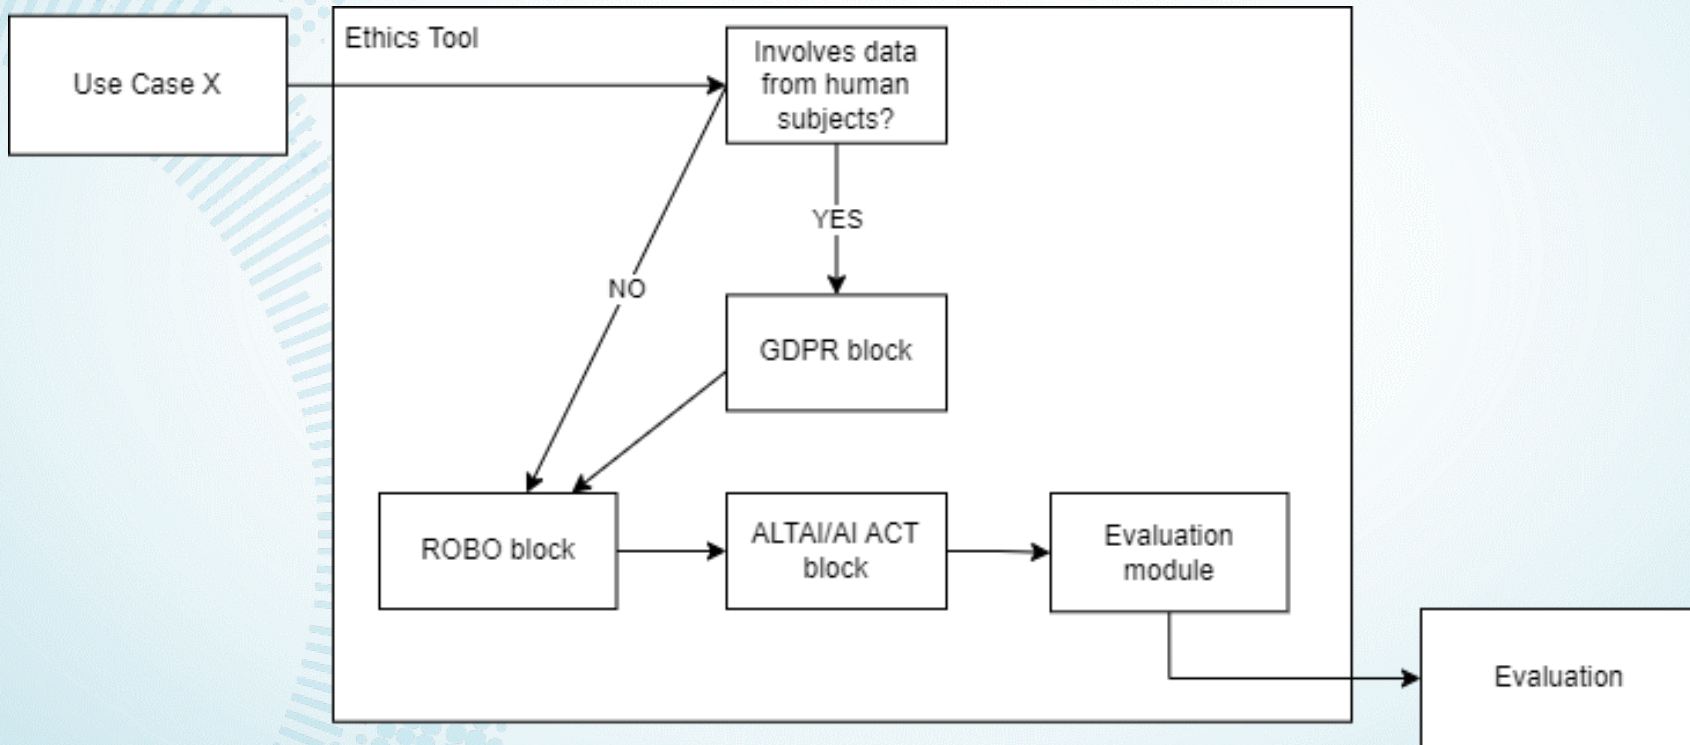 Ethics Tool
Use Case X
Involves data
from human
subjects?
YES
NO
GDPR block
ROBO block
ALTAI/AI ACT
block
Evaluation
module
Evaluation